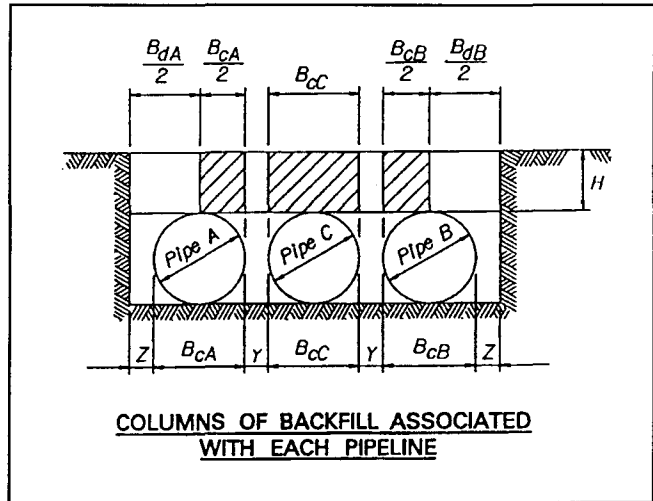 BdA/2 BcA/2 BcC BcB/2 BdB/2
H
Pipe A Pipe C Pipe B
Z BcA Y BcC Y BcB Z
COLUMNS OF BACKFILL ASSOCIATED
WITH EACH PIPELINE